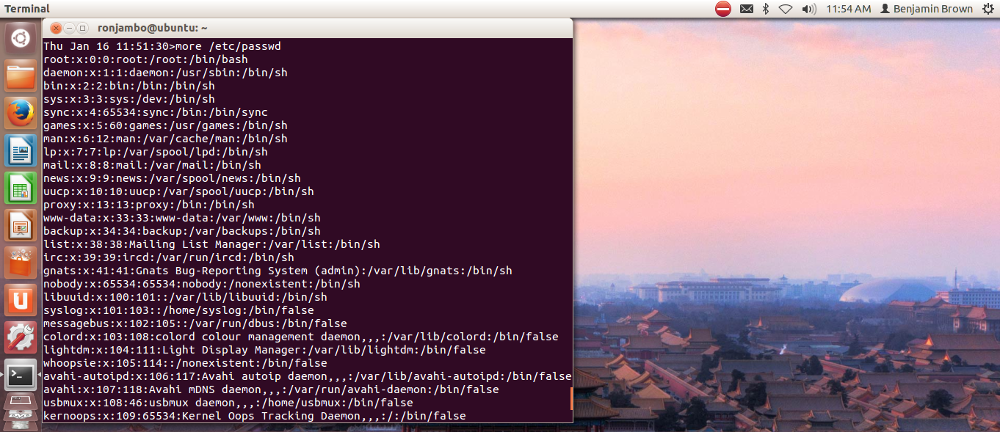 Terminal
11:54 AM Benjamin Brown
ronjambo@ubuntu: ~
Thu Jan 16 11:51:30>more /etc/passwd
root:x:0:0:root:/root:/bin/bash
daemon:x:1:1:daemon:/usr/sbin:/bin/sh
bin:x:2:2:bin:/bin:/bin/sh
sys:x:3:3:sys:/dev:/bin/sh
sync:x:4:65534:sync:/bin:/bin/sync
games:x:5:60:games:/usr/games:/bin/sh
man:x:6:12:man:/var/cache/man:/bin/sh
lp:x:7:7:lp:/var/spool/lpd:/bin/sh
mail:x:8:8:mail:/var/mail:/bin/sh
news:x:9:9:news:/var/spool/news:/bin/sh
uucp:x:10:10:uucp:/var/spool/uucp:/bin/sh
proxy:x:13:13:proxy:/bin:/bin/sh
www-data:x:33:33:www-data:/var/www:/bin/sh
backup:x:34:34:backup:/var/backups:/bin/sh
list:x:38:38:Mailing List Manager:/var/list:/bin/sh
irc:x:39:39:ircd:/var/run/ircd:/bin/sh
gnats:x:41:41:Gnats Bug-Reporting System (admin):/var/lib/gnats:/bin/sh
nobody:x:65534:65534:nobody:/nonexistent:/bin/sh
libuuid:x:100:101::/var/lib/libuuid:/bin/sh
syslog:x:101:103::/home/syslog:/bin/false
messagebus:x:102:105::/var/run/dbus:/bin/false
colord:x:103:108:colord colour management daemon,,,:/var/lib/colord:/bin/false
lightdm:x:104:111:Light Display Manager:/var/lib/lightdm:/bin/false
whoopsie:x:105:114::/nonexistent:/bin/false
avahi-autoipd:x:106:117:Avahi autoip daemon,,,:/var/lib/avahi-autoipd:/bin/false
avahi:x:107:118:Avahi mDNS daemon,,,:/var/run/avahi-daemon:/bin/false
usbmux:x:108:46:usbmux daemon,,,:/home/usbmux:/bin/false
kernoops:x:109:65534:Kernel Oops Tracking Daemon,,,:/:/bin/false
>_
DVD